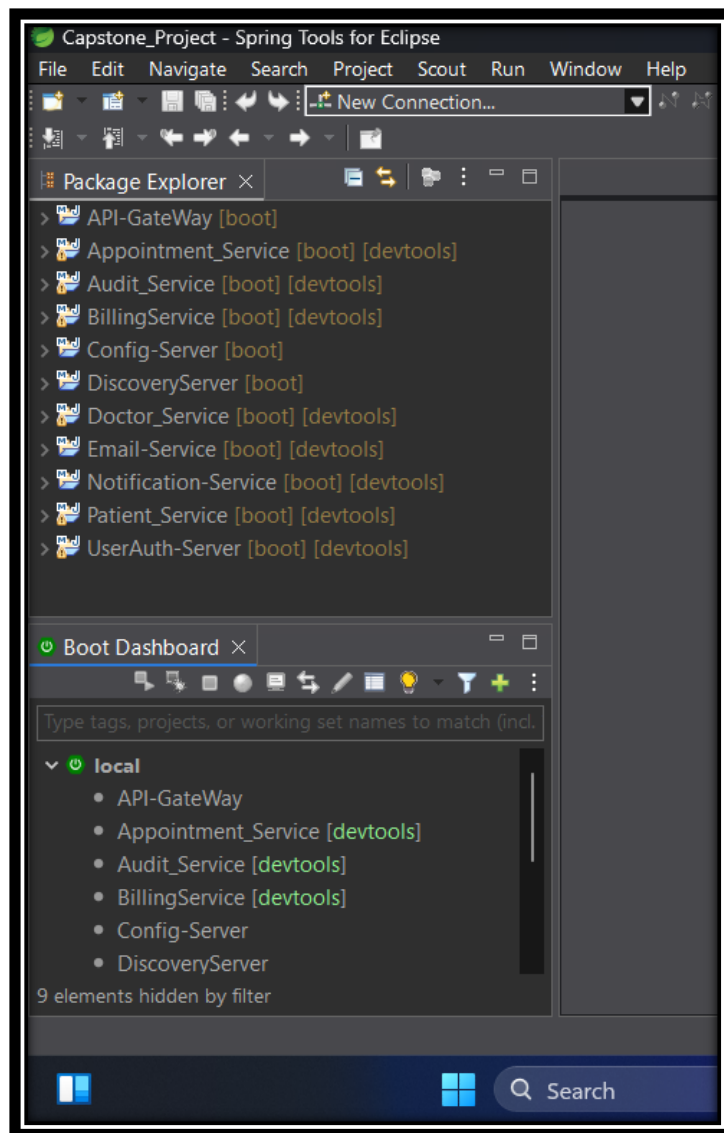 Capstone_Project - Spring Tools for Eclipse
File Edit Navigate Search Project Scout Run Window Help
New Connection...
Package Explorer
API-GateWay [boot]
Appointment_Service [boot] [devtools]
Audit_Service [boot] [devtools]
BillingService [boot] [devtools]
Config-Server [boot]
DiscoveryServer [boot]
Doctor_Service [boot] [devtools]
Email-Service [boot] [devtools]
Notification-Service [boot] [devtools]
Patient_Service [boot] [devtools]
UserAuth-Server [boot] [devtools]
Boot Dashboard
Type tags, projects, or working set names to match (incl.
local
API-GateWay
Appointment_Service [devtools]
Audit_Service [devtools]
BillingService [devtools]
Config-Server
DiscoveryServer
9 elements hidden by filter
Search